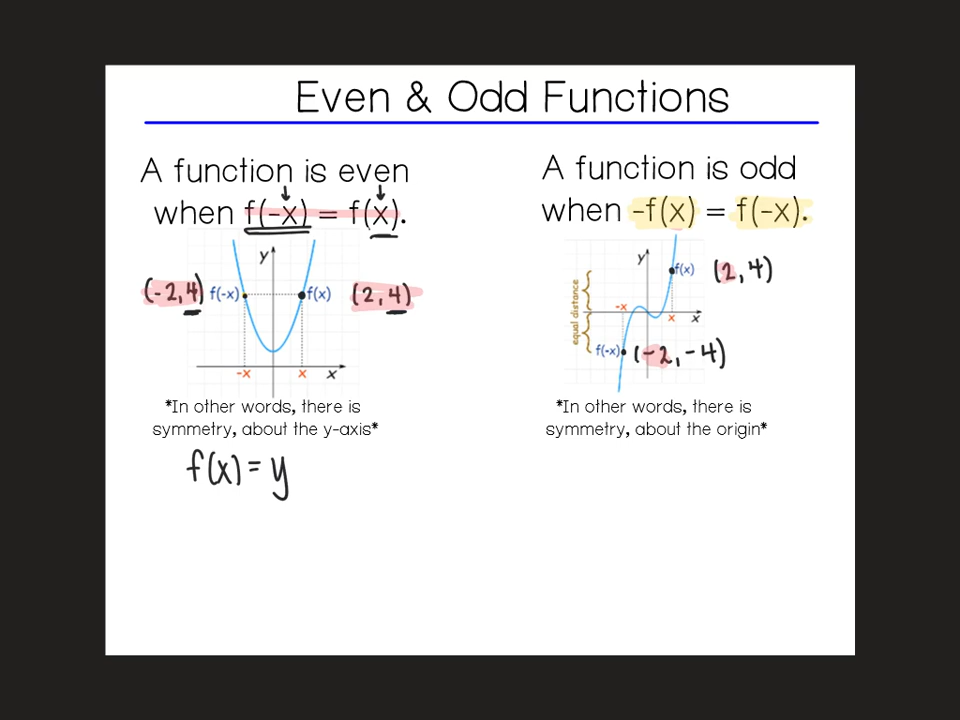 Even & Odd Functions
A function is even
when f(-x) = f(x).
(-2,4) f(-x) y f(x) (2,4)
-x x x
*In other words, there is
symmetry, about the y-axis*
f(x)=y
A function is odd
when -f(x) = f(-x).
y f(x) (2,4)
equal distance
-x x x
f(-x) (-2,-4)
*In other words, there is
symmetry, about the origin*